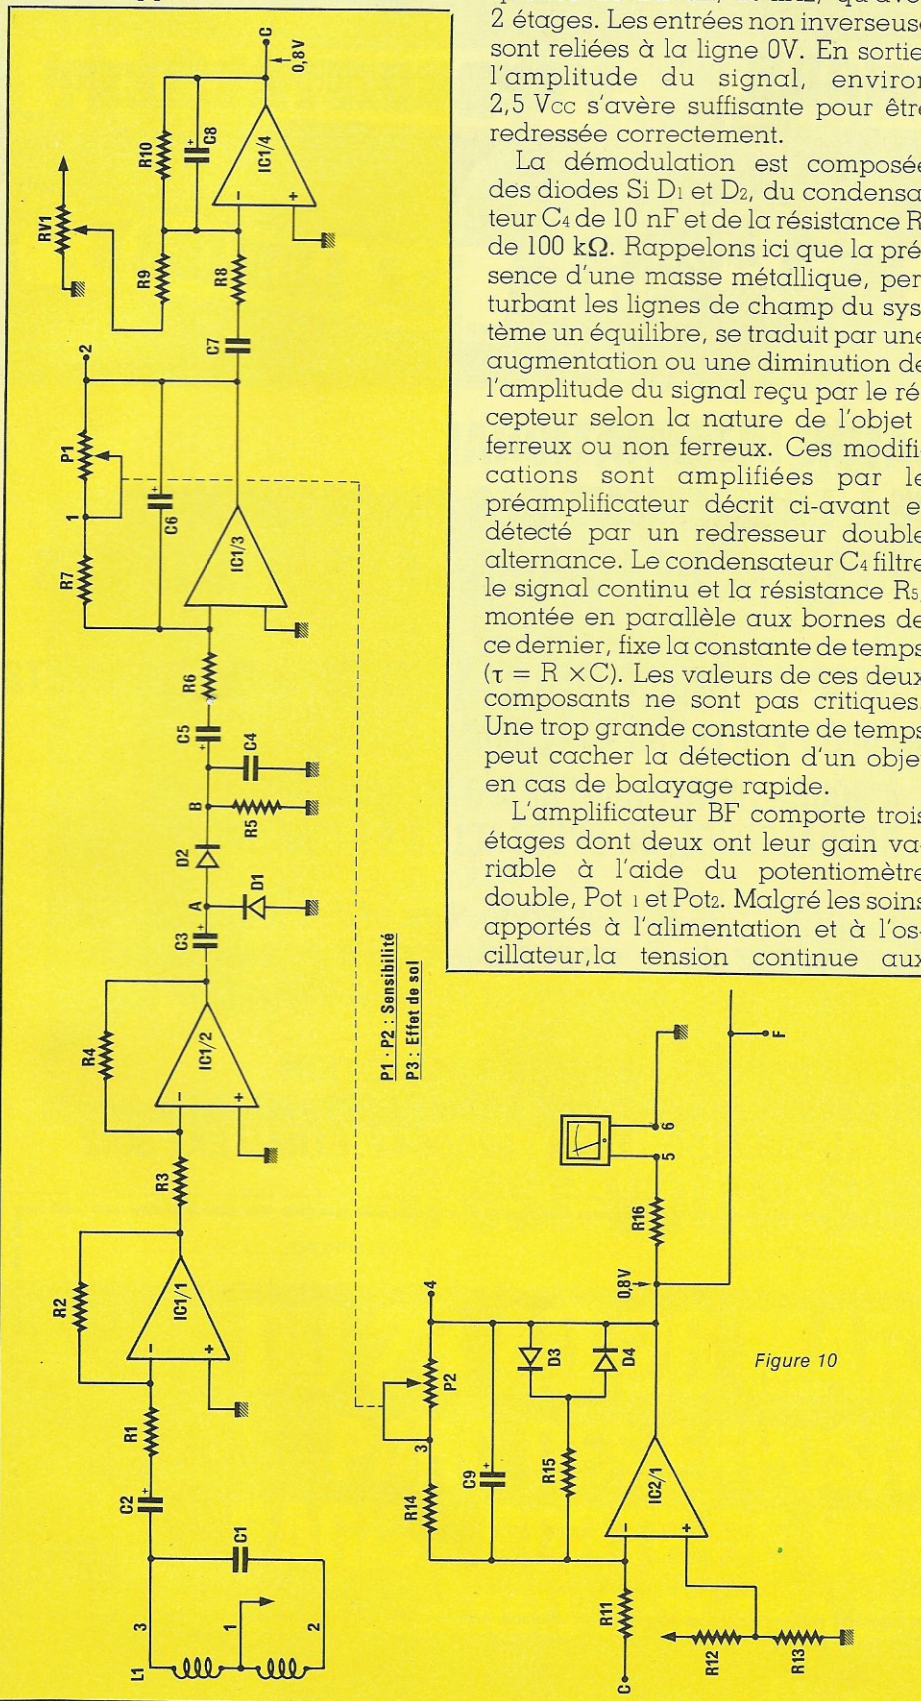 2 étages. Les entrées non inverseuse
sont reliées à la ligne 0V. En sortie
l'amplitude du signal, environ
2,5 Vcc s'avère suffisante pour être
redressée correctement.
La démodulation est composée
des diodes Si D1 et D2, du condensa
teur C4 de 10 nF et de la résistance R
de 100 kΩ. Rappelons ici que la pré
sence d'une masse métallique, per
turbant les lignes de champ du sys
tème un équilibre, se traduit par une
augmentation ou une diminution de
l'amplitude du signal reçu par le ré
cepteur selon la nature de l'objet
ferreux ou non ferreux. Ces modifi
cations sont amplifiées par le
préamplificateur décrit ci-avant e
détecté par un redresseur double
alternance. Le condensateur C4 filtre
le signal continu et la résistance R5,
montée en parallèle aux bornes de
ce dernier, fixe la constante de temps
(τ = R × C). Les valeurs de ces deux
composants ne sont pas critiques.
Une trop grande constante de temps
peut cacher la détection d'un obje
en cas de balayage rapide.
L'amplificateur BF comporte trois
étages dont deux ont leur gain va-
riable à l'aide du potentiomètre
double, Pot 1 et Pot2. Malgré les soins
apportés à l'alimentation et à l'os-
cillateur,la tension continue aux
L1
3
1
2
C1
C2
R1
R2
IC1/1
-
+
R3
R4
IC1/2
-
+
C3
A
D1
D2
B
R5
C4
C5
R6
R7
1
P1
2
C6
IC1/3
C7
R8
R9
RV1
R10
C8
IC1/4
-
+
C
0,8V
P1 - P2 : Sensibilité
P3 : Effet de sol
C
R11
R12
R13
R14
3
P2
4
C9
R15
D3
D4
IC2/1
-
+
0,8V
R16
5
6
F
Figure 10